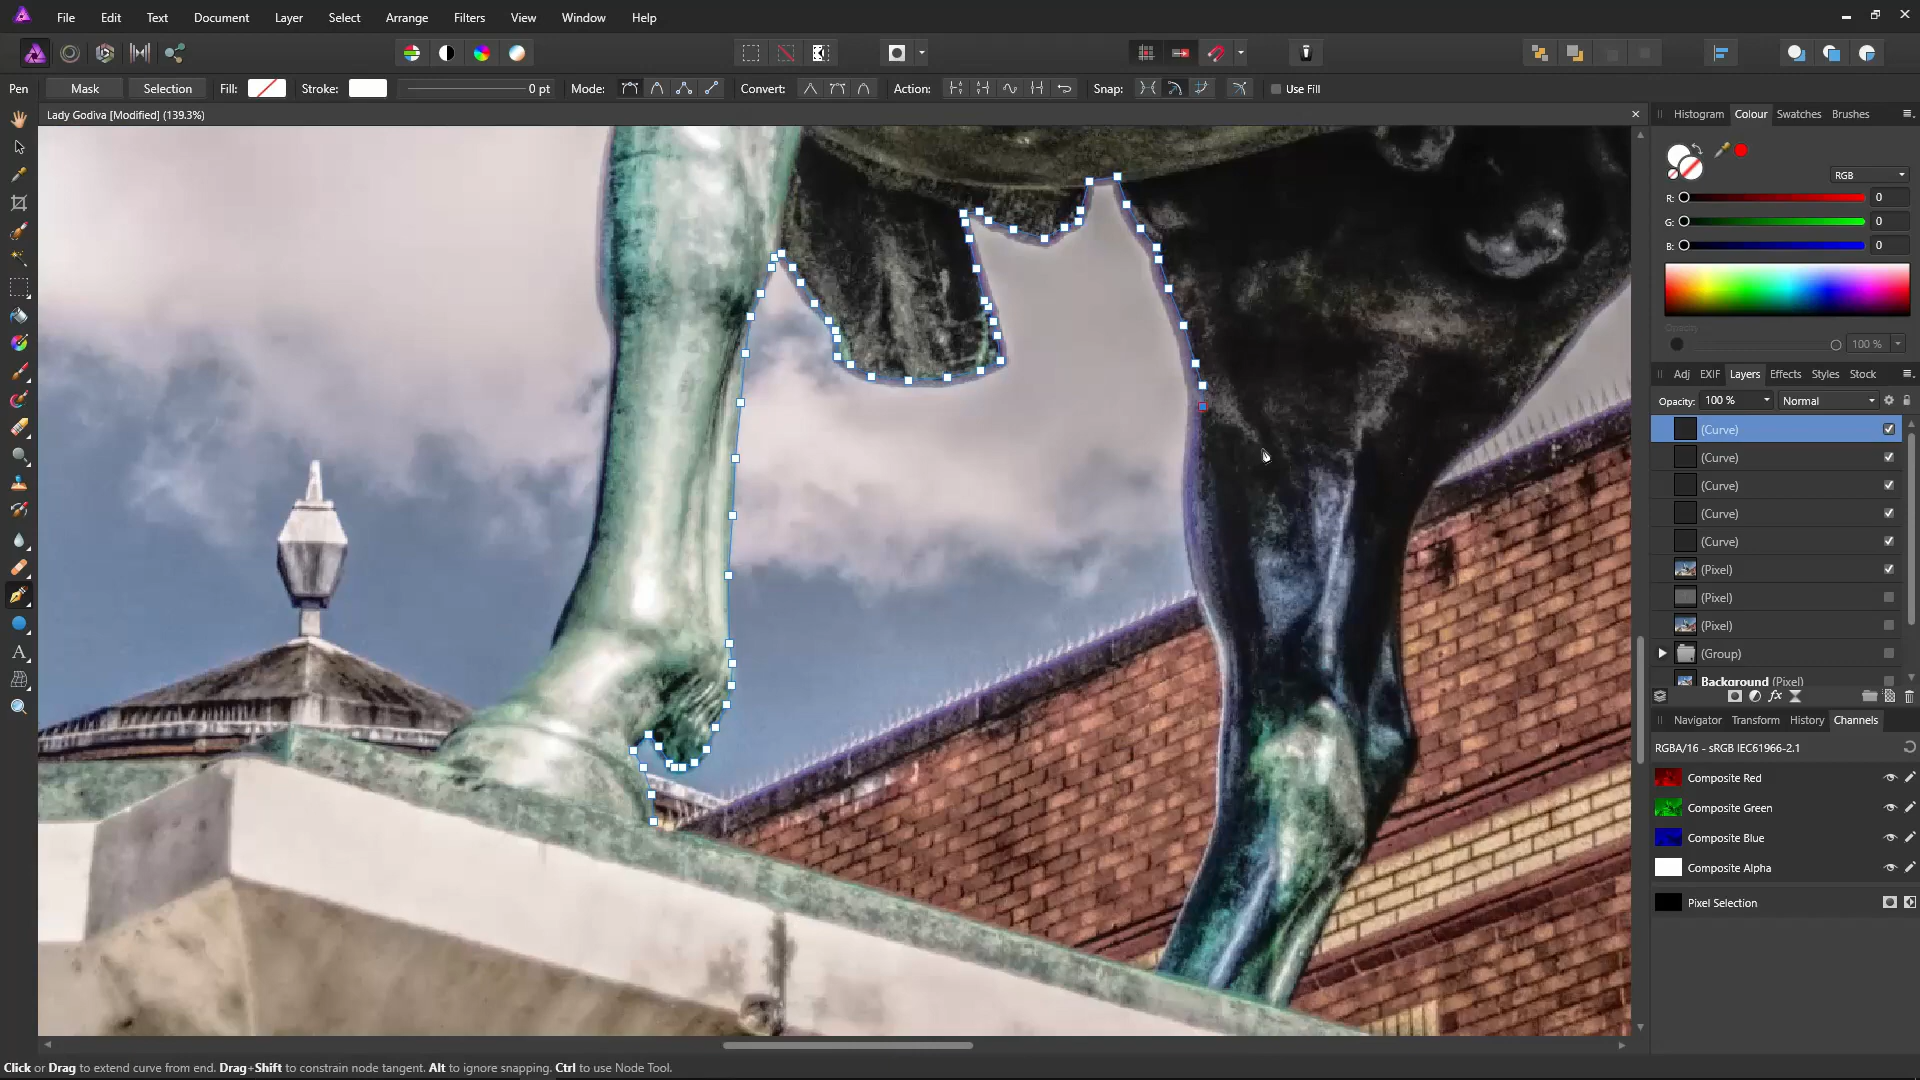 File Edit Text Document Layer Select Arrange Filters View Window Help
Pen Mask Selection Fill: Stroke: 0 pt Mode: Convert: Action: Snap: Use Fill
Lady Godiva [Modified] (139.3%)
Histogram Colour Swatches Brushes
RGB
R: 0
G: 0
B: 0
Opacity
100 %
Adj EXIF Layers Effects Styles Stock
Opacity: 100 % Normal
(Curve)
(Curve)
(Curve)
(Curve)
(Curve)
(Pixel)
(Pixel)
(Pixel)
(Group)
Background (Pixel)
Navigator Transform History Channels
RGBA/16 - sRGB IEC61966-2.1
Composite Red
Composite Green
Composite Blue
Composite Alpha
Pixel Selection
Click or Drag to extend curve from end. Drag+Shift to constrain node tangent. Alt to ignore snapping. Ctrl to use Node Tool.